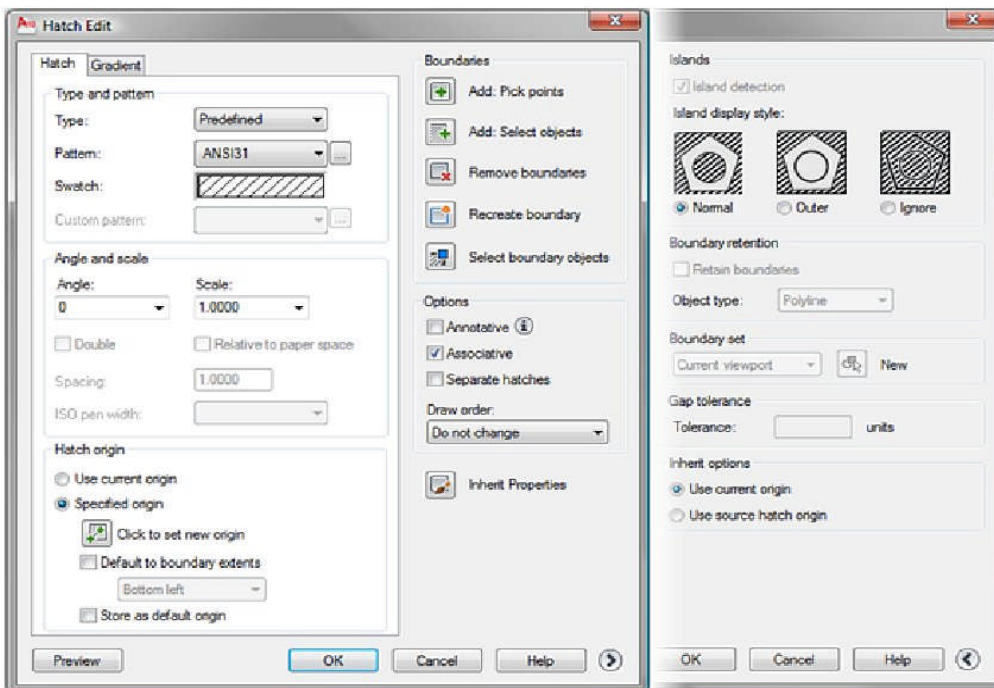 Hatch Edit
Hatch
Gradient
Type and pattern
Type:
Predefined
Pattern:
ANSI31
...
Swatch:
Custom pattern:
...
Angle and scale
Angle:
Scale:
0
1.0000
Double
Relative to paper space
Spacing:
1.0000
ISO pen width:
Hatch origin
Use current origin
Specified origin
Click to set new origin
Default to boundary extents
Bottom left
Store as default origin
Preview
Boundaries
Add: Pick points
Add: Select objects
Remove boundaries
Recreate boundary
Select boundary objects
Options
Annotative
Associative
Separate hatches
Draw order:
Do not change
Inherit Properties
OK
Cancel
Help
Islands
Island detection
Island display style:
Normal
Outer
Ignore
Boundary retention
Retain boundaries
Object type:
Polyline
Boundary set
Current viewport
New
Gap tolerance
Tolerance:
units
Inherit options
Use current origin
Use source hatch origin
OK
Cancel
Help